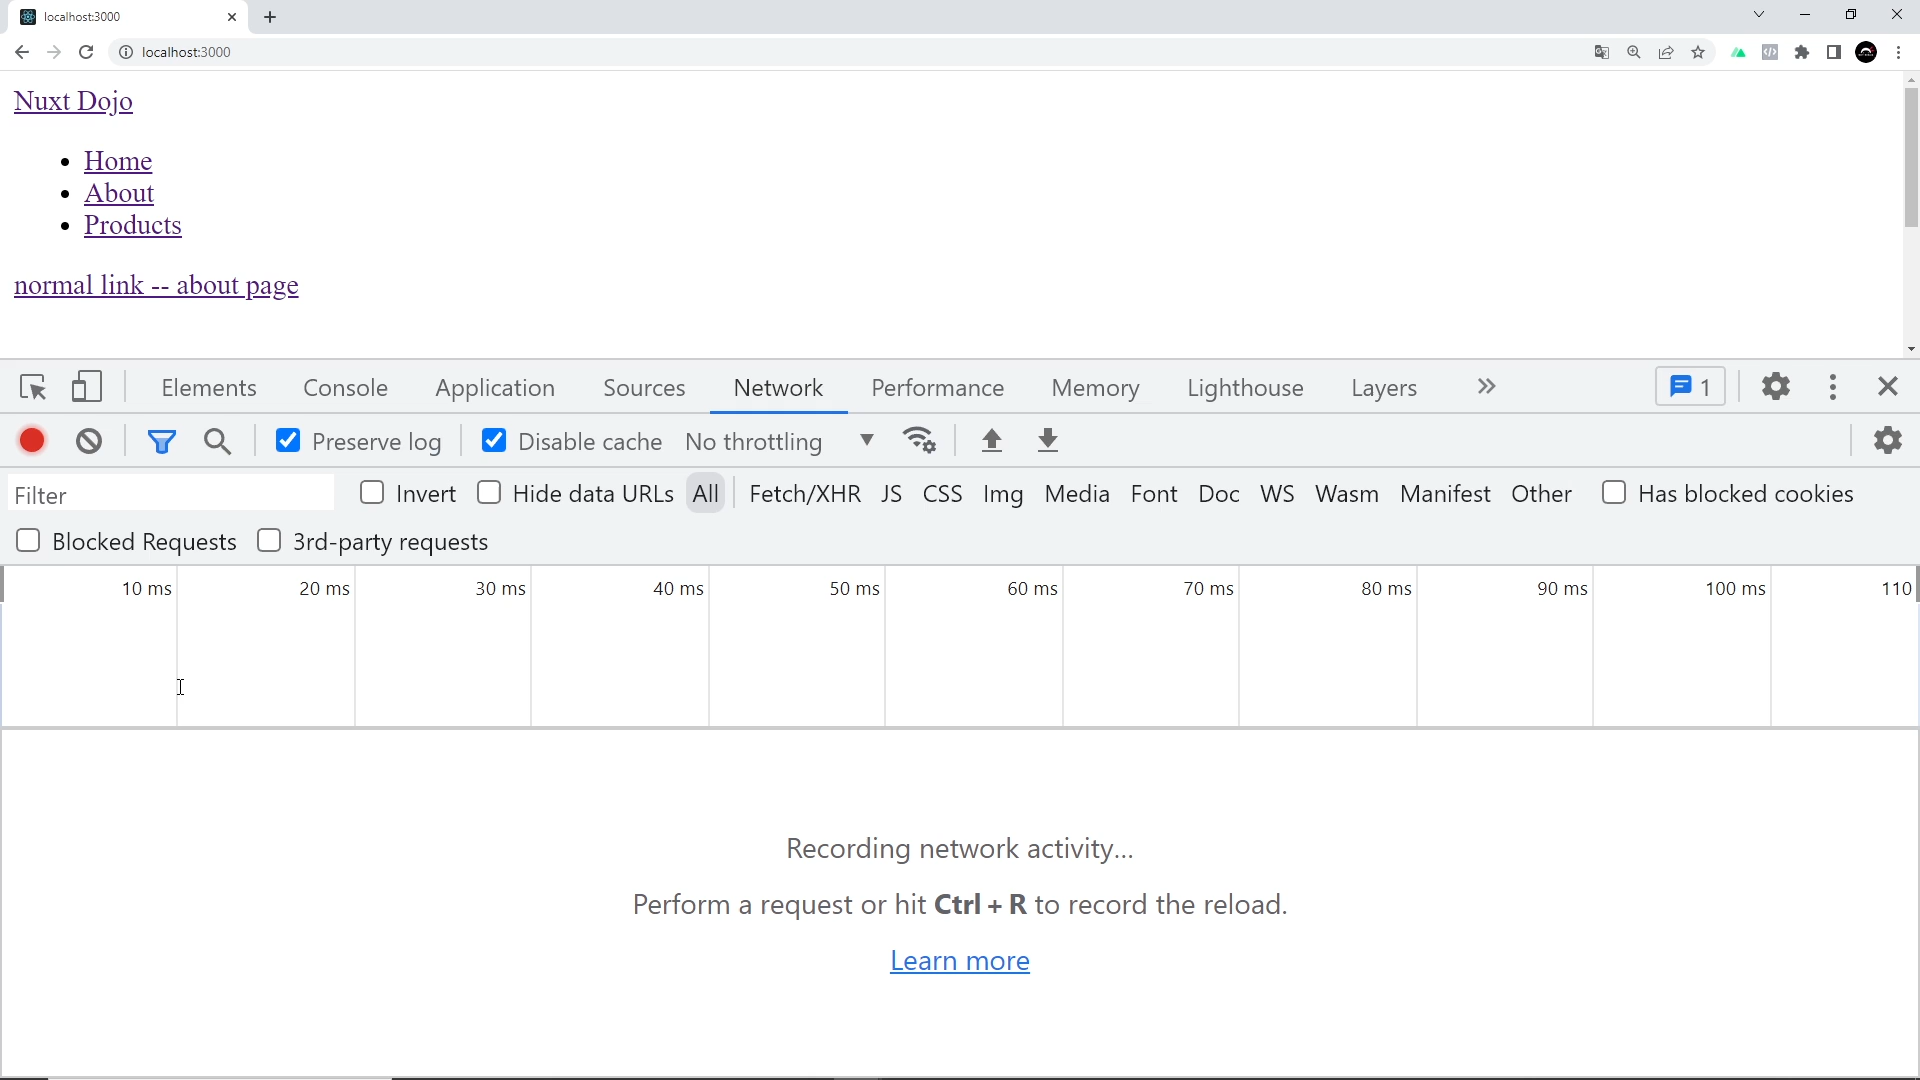 localhost:3000
localhost:3000
Nuxt Dojo
Home
About
Products
normal link -- about page
Elements Console Application Sources Network Performance Memory Lighthouse Layers 1
Preserve log Disable cache No throttling
Filter Invert Hide data URLs All Fetch/XHR JS CSS Img Media Font Doc WS Wasm Manifest Other Has blocked cookies
Blocked Requests 3rd-party requests
10 ms 20 ms 30 ms 40 ms 50 ms 60 ms 70 ms 80 ms 90 ms 100 ms 110
Recording network activity...
Perform a request or hit Ctrl + R to record the reload.
Learn more